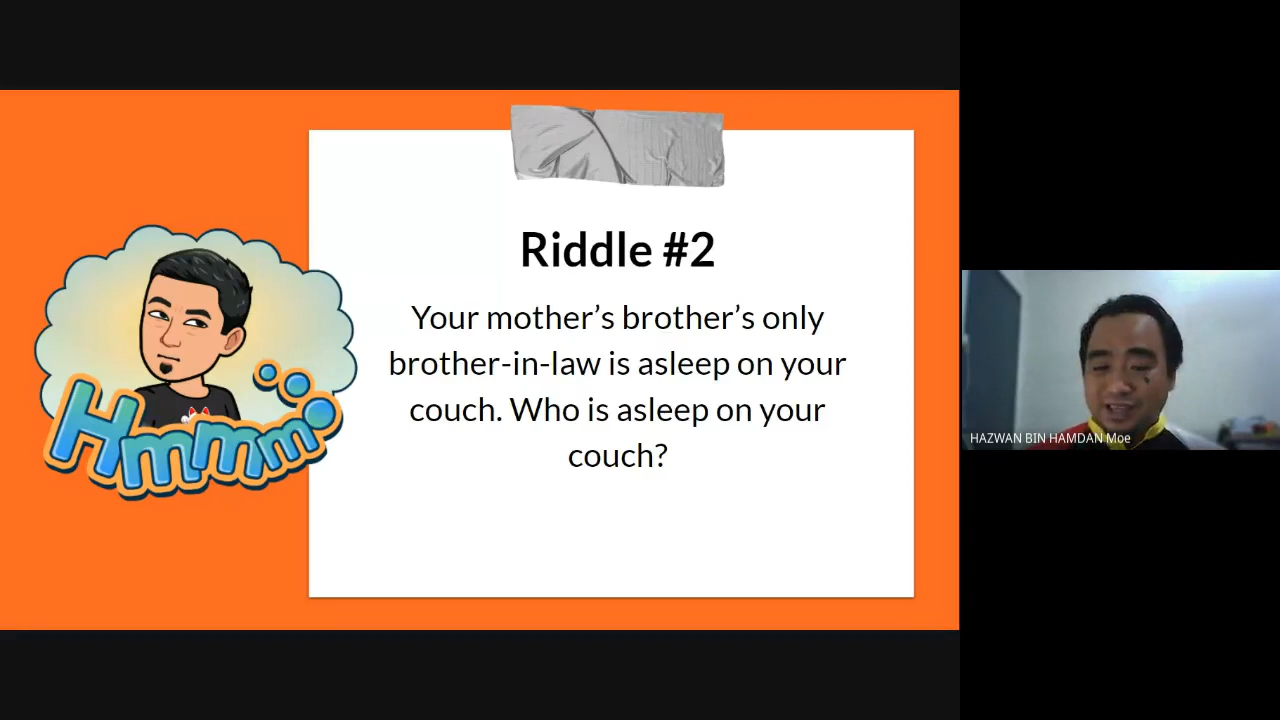 Riddle #2
Your mother’s brother’s only
brother-in-law is asleep on your
couch. Who is asleep on your
couch?
Hmmmm
HAZWAN BIN HAMDAN Moe